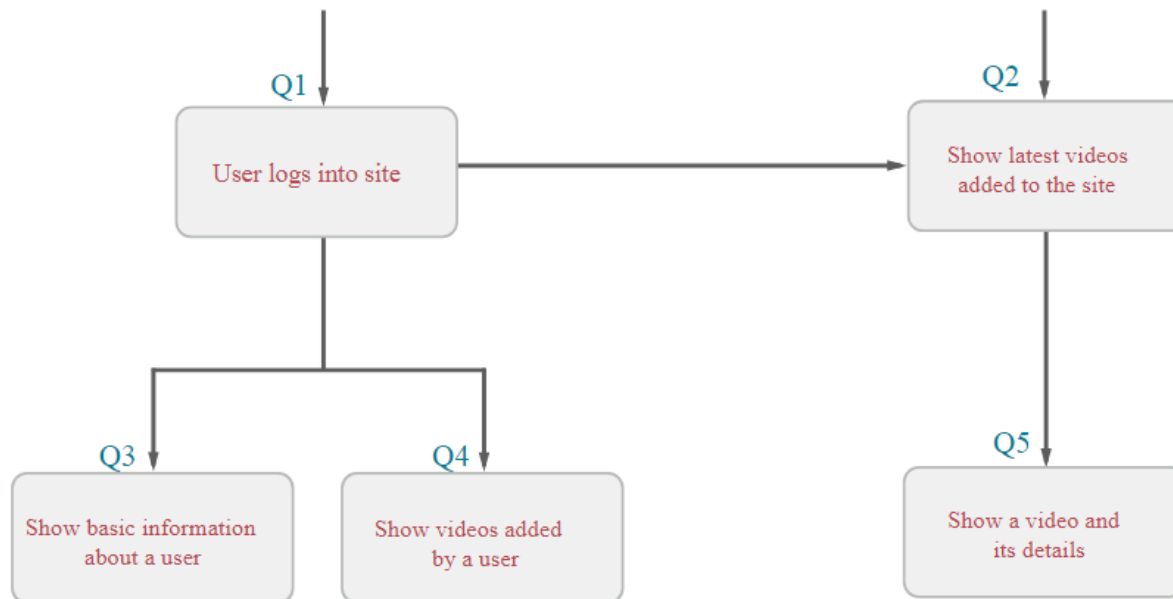 Q1
User logs into site
Q2
Show latest videos
added to the site
Q3
Show basic information
about a user
Q4
Show videos added
by a user
Q5
Show a video and
its details